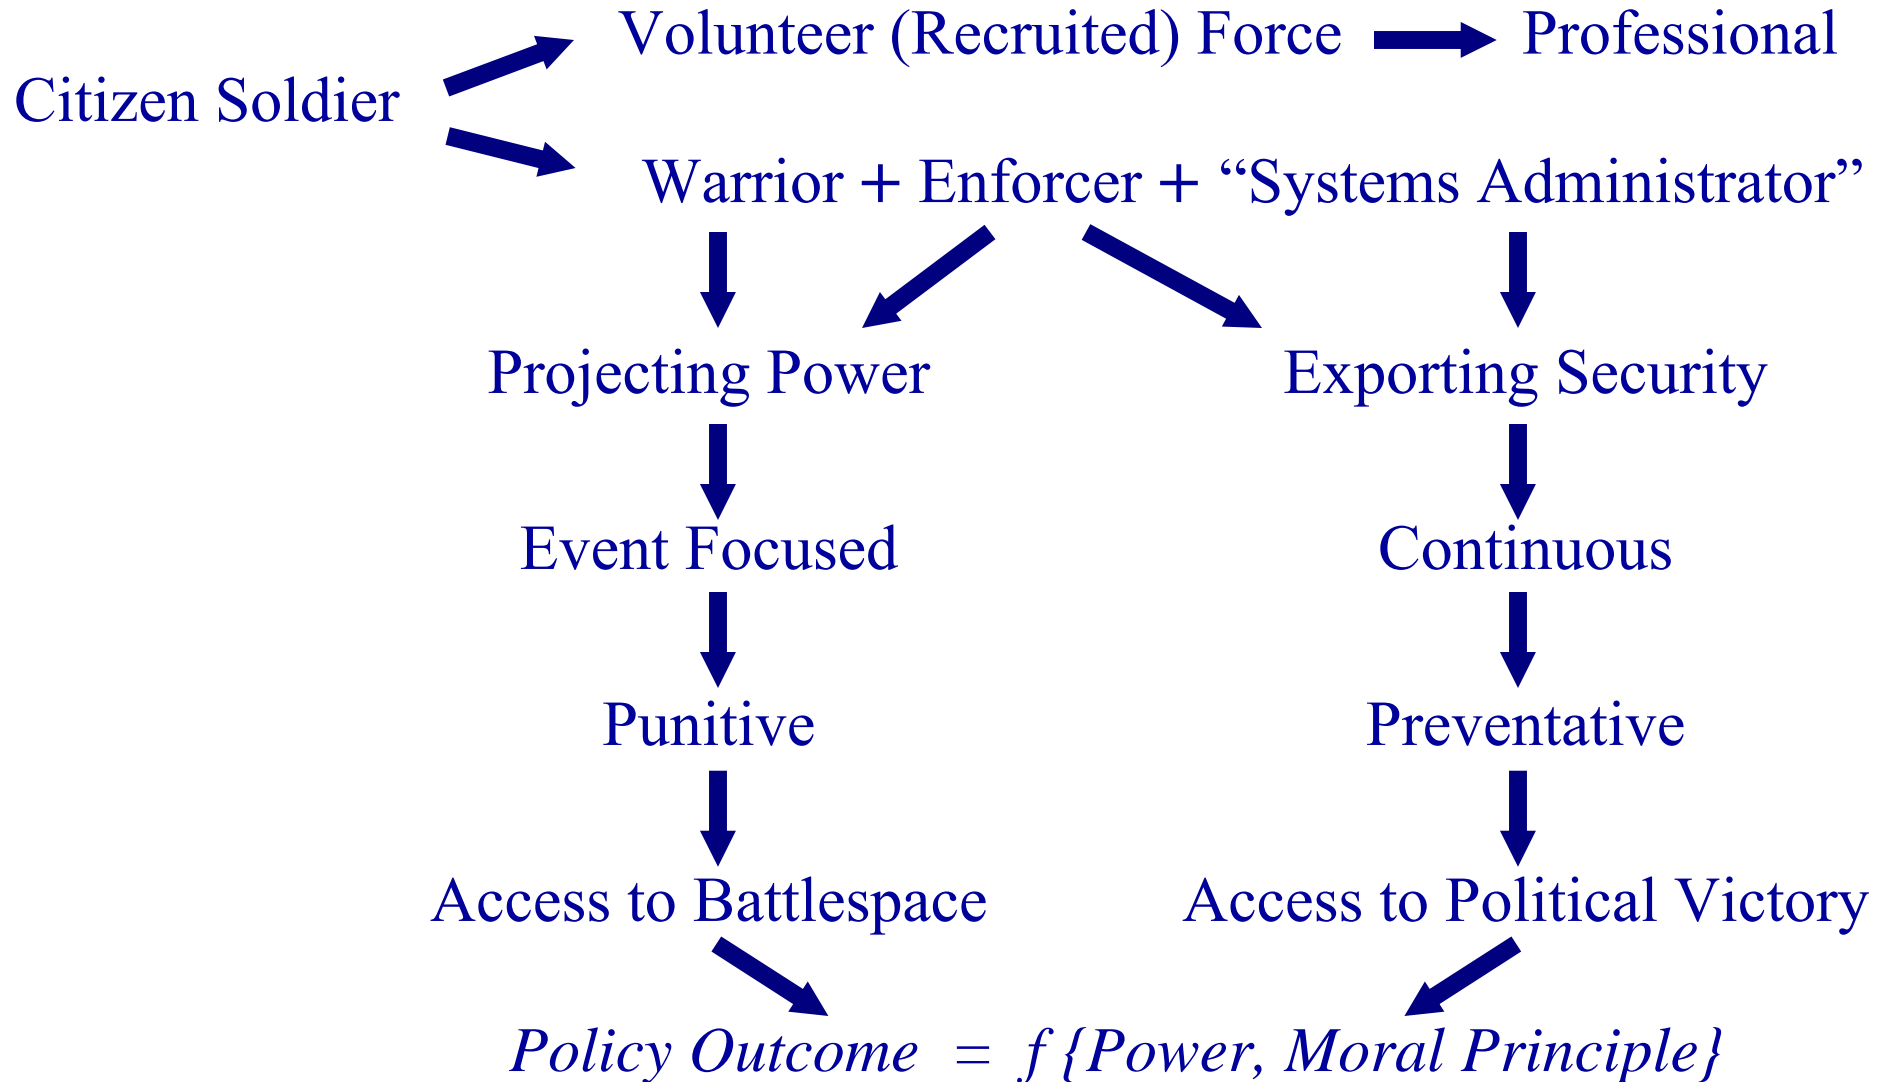 Volunteer (Recruited) Force Professional
Citizen Soldier
Warrior + Enforcer + “Systems Administrator”
Projecting Power Exporting Security
Event Focused Continuous
Punitive Preventative
Access to Battlespace Access to Political Victory
Policy Outcome = f {Power, Moral Principle}